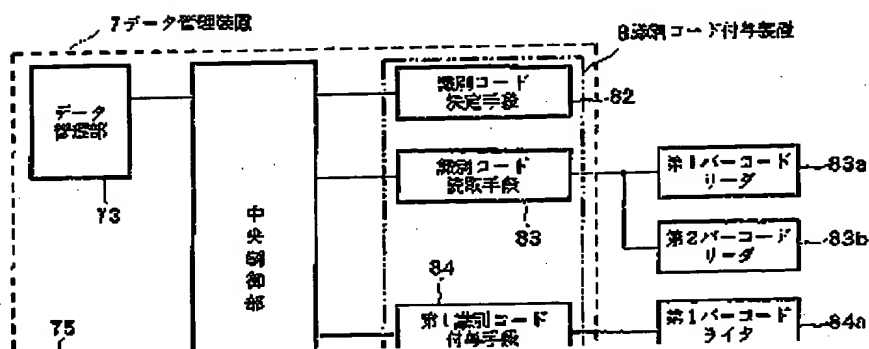 7データ管理装置
8識別コード付与装置
データ
管理部
73
中
央
制
御
部
識別コード
決定手段
82
識別コード
読取手段
83
第1バーコード
リーダ
83a
第2バーコード
リーダ
83b
84
第1識別コード
付与手段
第1バーコード
ライタ
84a
75